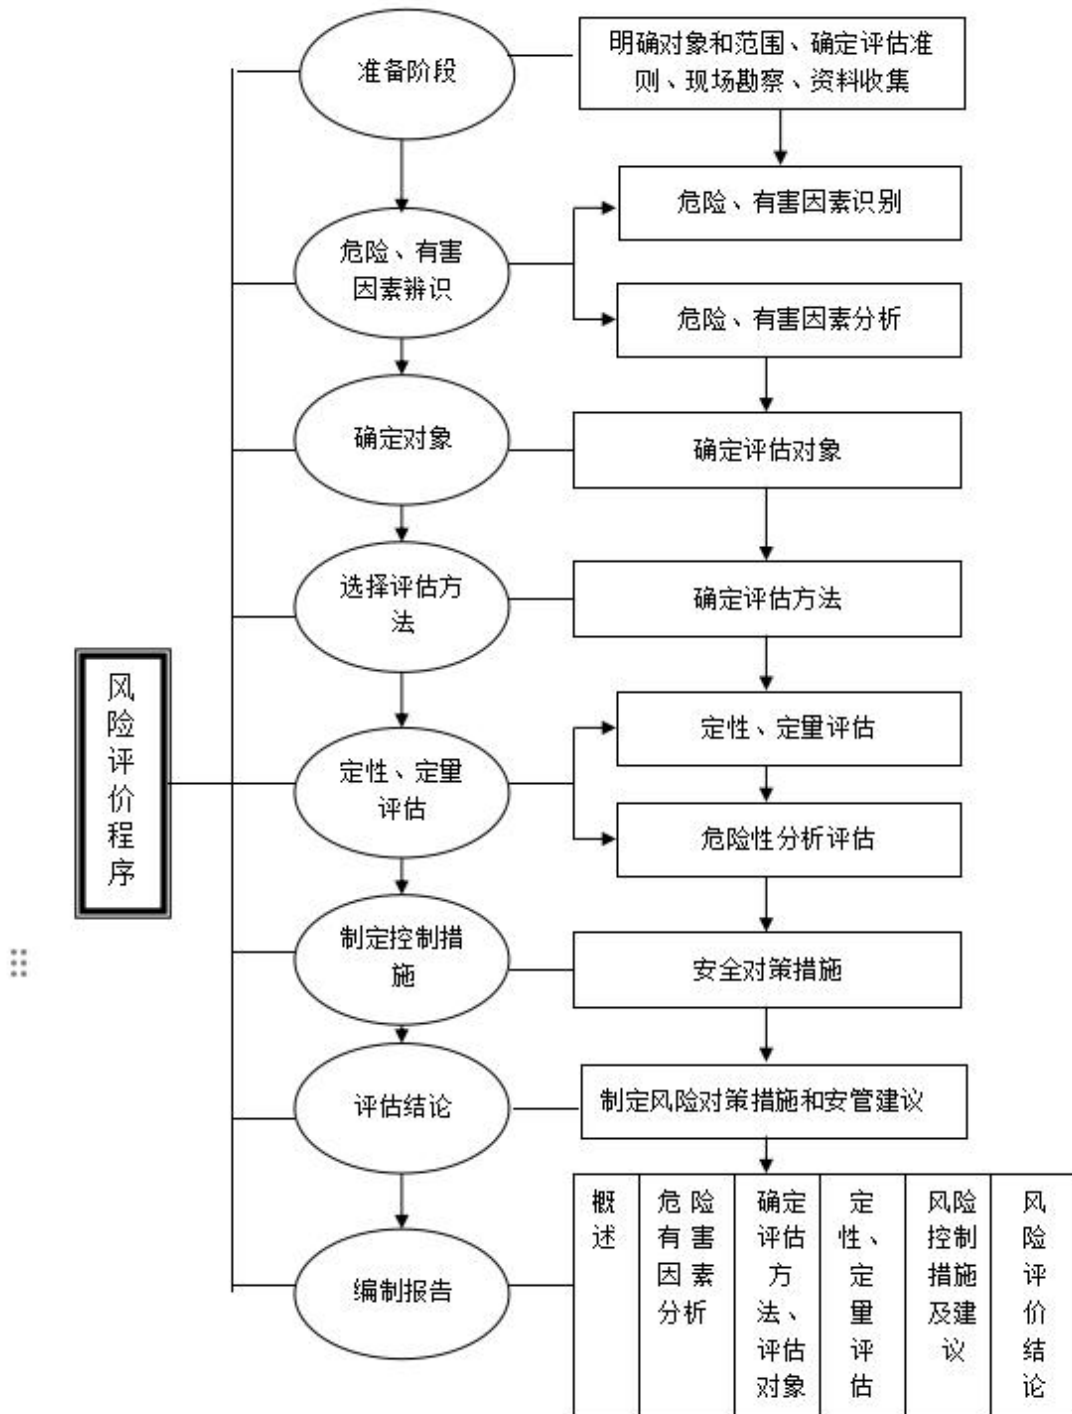 准备阶段
明确对象和范围、确定评估准
则、现场勘察、资料收集
危险、有害因素识别
危险、有害
因素辨识
危险、有害因素分析
确定对象
确定评估对象
选择评估方
法
确定评估方法
风险评价程序
定性、定量评估
定性、定量
评估
危险性分析评估
制定控制措
施
安全对策措施
评估结论
制定风险对策措施和安管建议
编制报告
概述
危险
有害
因素
分析
确定
评估
方
法、
评估
对象
定
性、
定
量
评
估
风险
控制
措施
及建
议
风险评价结论